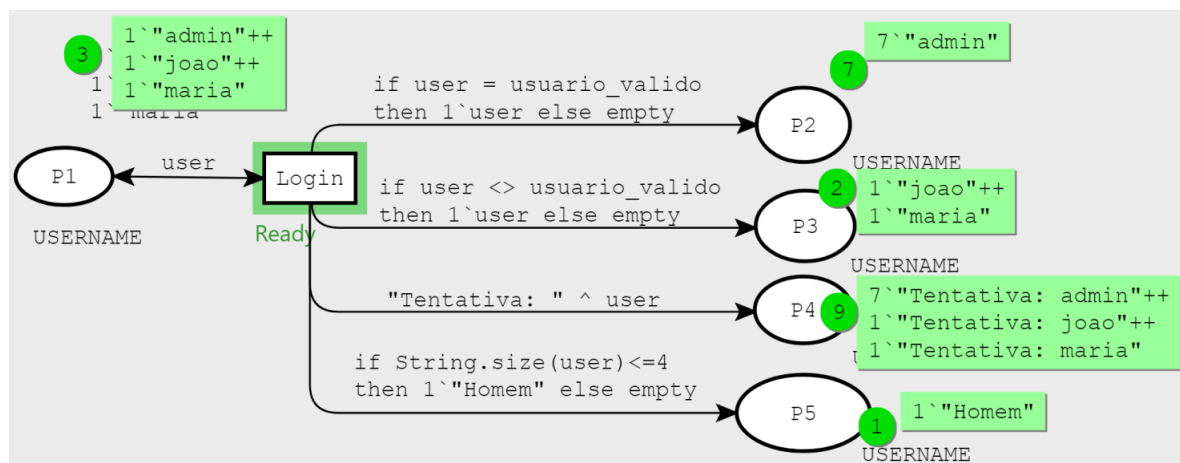 3
1`"admin"++
1`"joao"++
1`"maria"
1`
1`"maria"
P1
USERNAME
user
Login
Ready
if user = usuario_valido
then 1`user else empty
7
7`"admin"
P2
USERNAME
if user <> usuario_valido
then 1`user else empty
2
1`"joao"++
1`"maria"
P3
USERNAME
"Tentativa: " ^ user
P4
9
7`"Tentativa: admin"++
1`"Tentativa: joao"++
1`"Tentativa: maria"
if String.size(user)<=4
then 1`"Homem" else empty
P5
1
1`"Homem"
USERNAME